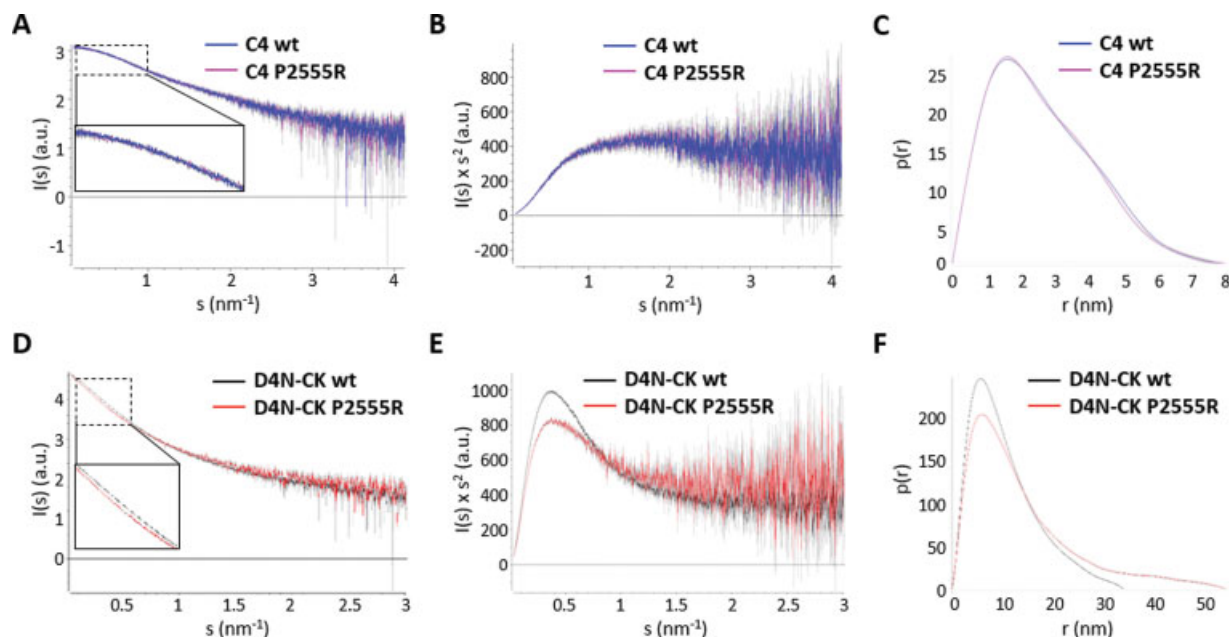 A
C4 wt
C4 P2555R
I(s) (a.u.)
3
2
1
0
-1
1
2
3
4
s (nm⁻¹)
B
C4 wt
C4 P2555R
I(s) x s² (a.u.)
800
600
400
200
0
-200
1
2
3
4
s (nm⁻¹)
C
C4 wt
C4 P2555R
p(r)
25
20
15
10
5
0
0 1 2 3 4 5 6 7 8
r (nm)
D
D4N-CK wt
D4N-CK P2555R
I(s) (a.u.)
4
3
2
1
0
0.5 1 1.5 2 2.5 3
s (nm⁻¹)
E
D4N-CK wt
D4N-CK P2555R
I(s) x s² (a.u.)
1000
800
600
400
200
0
0.5 1 1.5 2 2.5 3
s (nm⁻¹)
F
D4N-CK wt
D4N-CK P2555R
p(r)
200
150
100
50
0
0 10 20 30 40 50
r (nm)